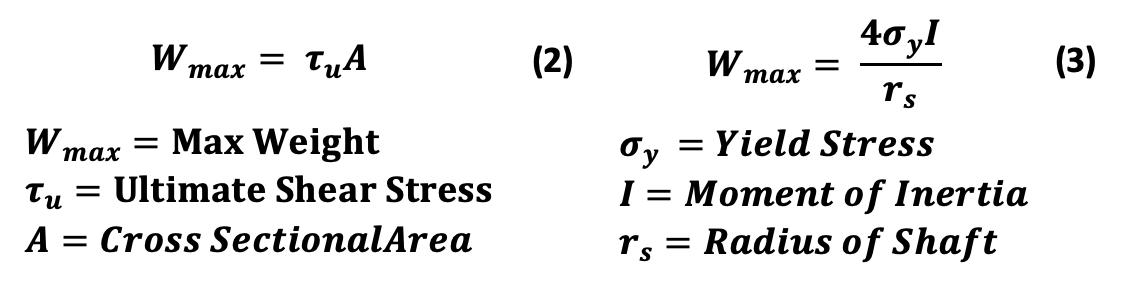 W_max = τ_u A (2)
W_max = 4σ_y I / r_s (3)
W_max = Max Weight
τ_u = Ultimate Shear Stress
A = Cross SectionalArea
σ_y = Yield Stress
I = Moment of Inertia
r_s = Radius of Shaft